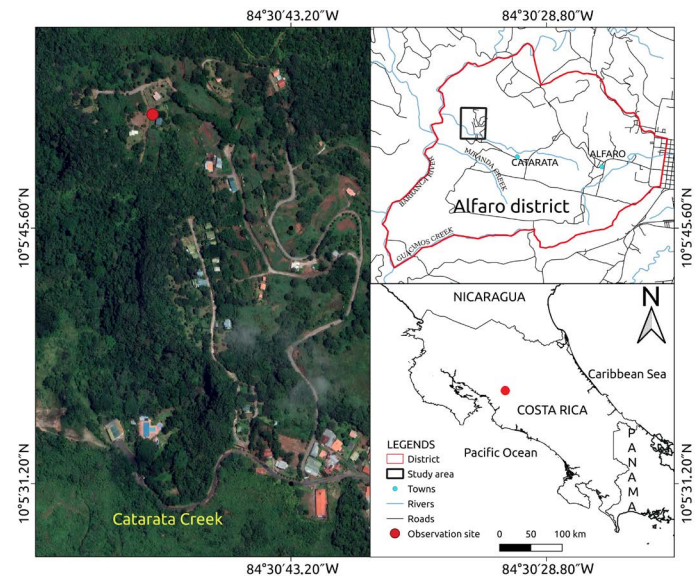 84°30′43.20″W
84°30′28.80″W
10°5′45.60″N
10°5′31.20″N
Catarata Creek
MIRANDA CREEK
CATARATA
ALFARO
BARRANCA RIVER
Alfaro district
GUACIMOS CREEK
10°5′45.60″N
NICARAGUA
N
Caribbean Sea
COSTA RICA
Pacific Ocean
PANAMA
LEGENDS
District
Study area
Towns
Rivers
Roads
Observation site
0 50 100 km
10°5′31.20″N
84°30′43.20″W
84°30′28.80″W